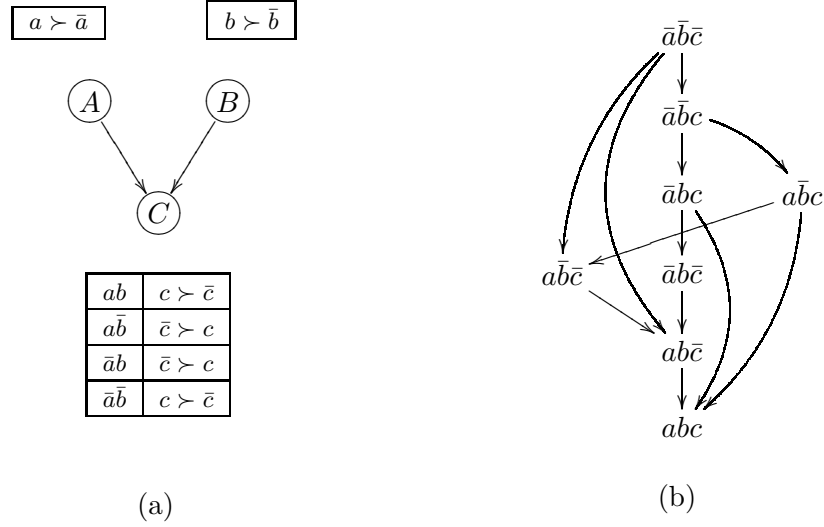 a ≻ ā
b ≻ b̄
A
B
C
ab c ≻ c̄
ab̄ c̄ ≻ c
āb c̄ ≻ c
āb̄ c ≻ c̄
(a)
āb̄c̄
āb̄c
ābc
ab̄c
ab̄c̄
ābc̄
abc̄
abc
(b)